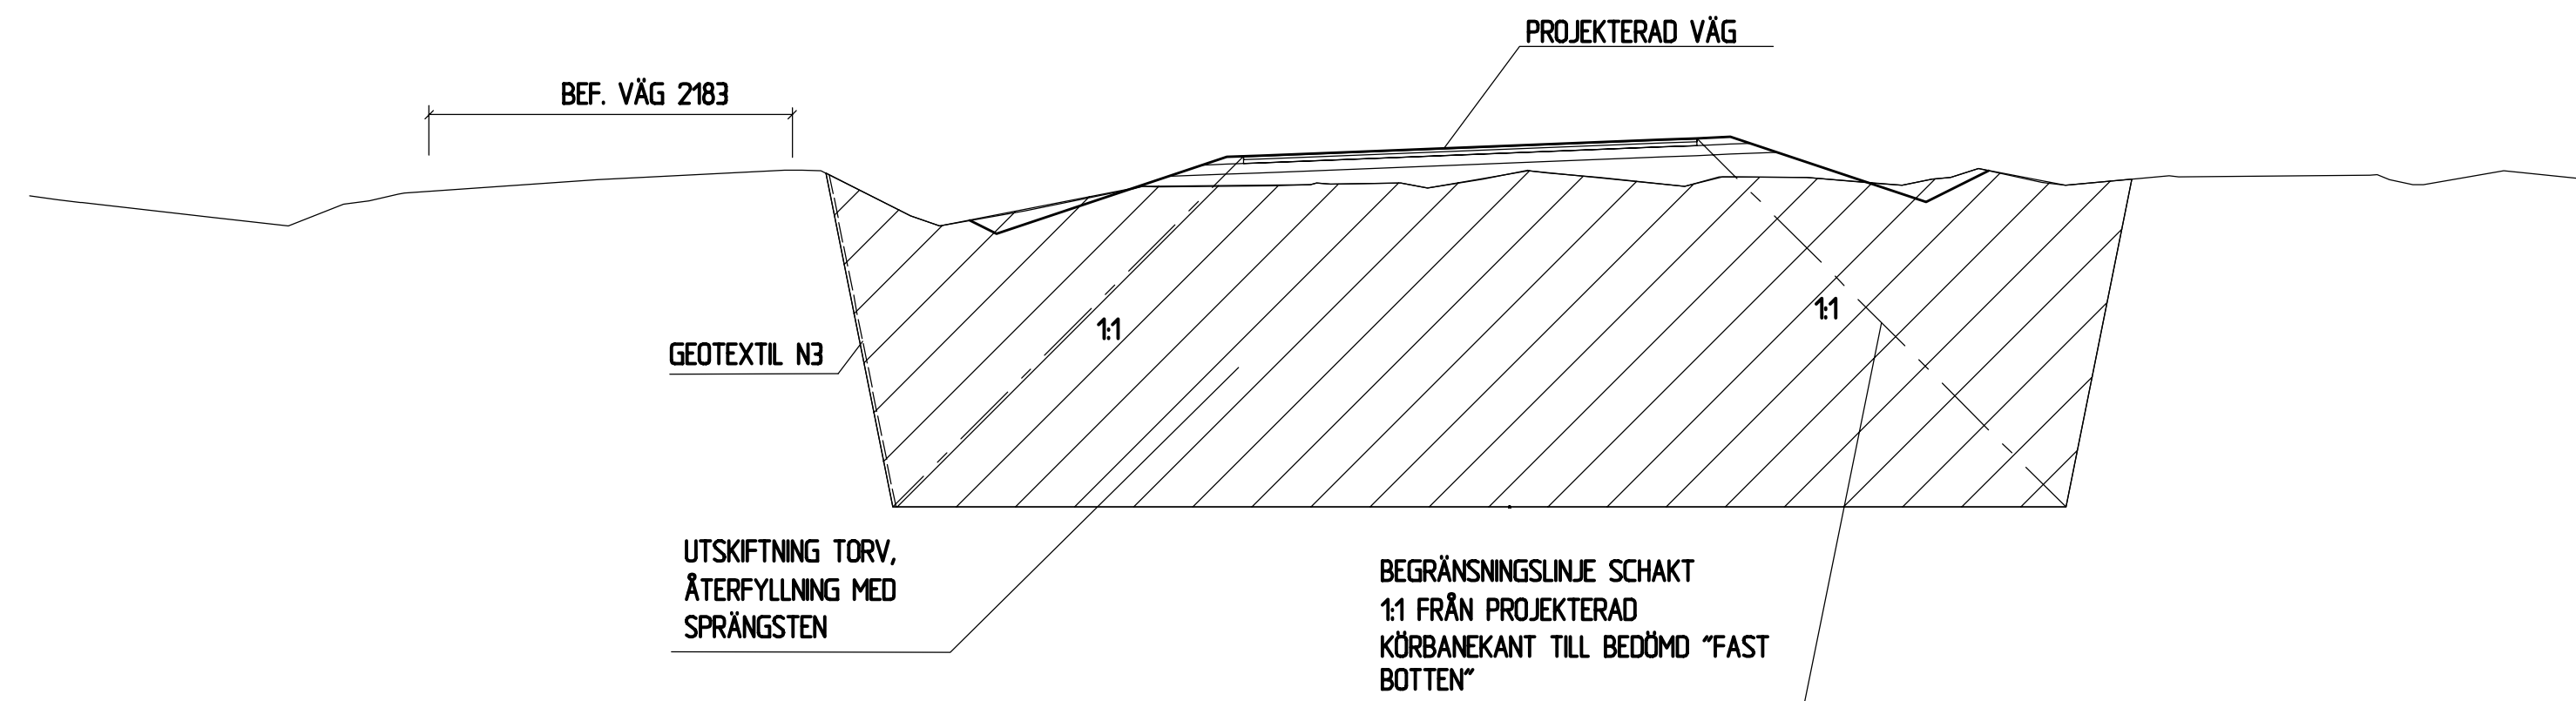 PROJEKTERAD VÄG
BEF. VÄG 2183
1:1
1:1
GEOTEXTIL N3
UTSKIFTNING TORV,
ÅTERFYLLNING MED
SPRÄNGSTEN
BEGRÄNSNINGSLINJE SCHAKT
1:1 FRÅN PROJEKTERAD
KÖRBANEKANT TILL BEDÖMD "FAST
BOTTEN"